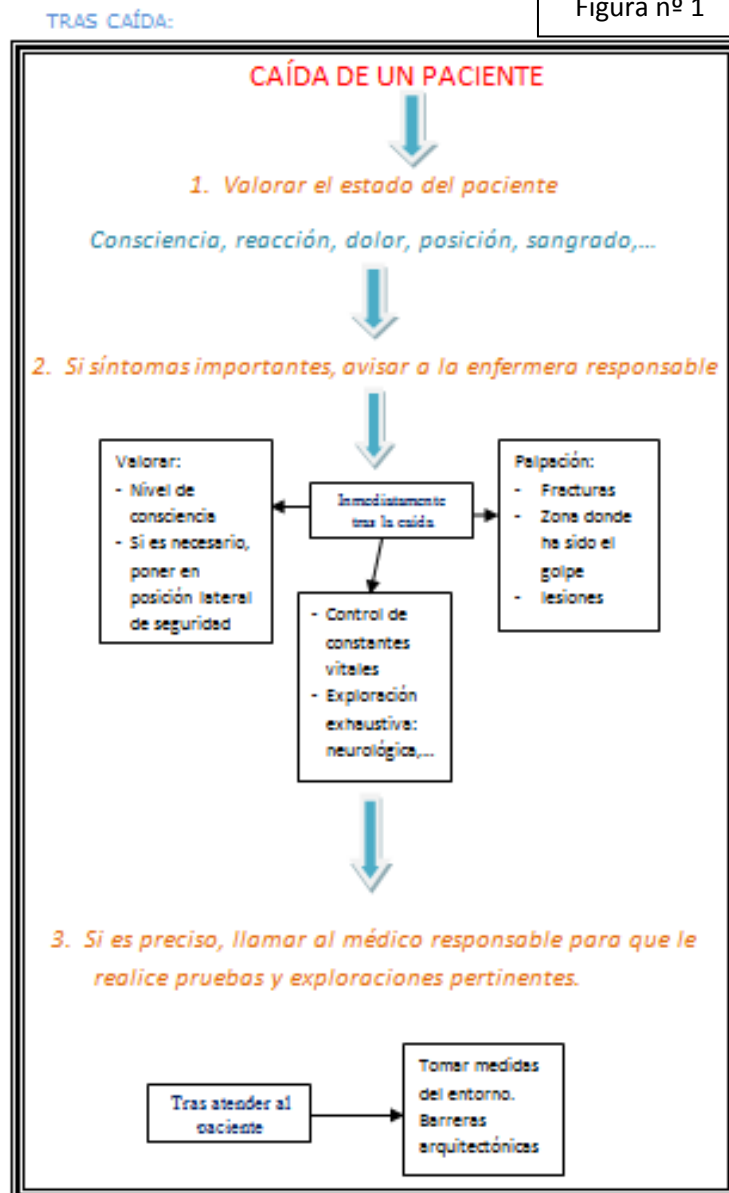 Figura nº 1
TRAS CAÍDA:
CAÍDA DE UN PACIENTE
1. Valorar el estado del paciente
Consciencia, reacción, dolor, posición, sangrado,...
2. Si síntomas importantes, avisar a la enfermera responsable
Valorar:
- Nivel de
consciencia
- Si es necesario,
poner en
posición lateral
de seguridad
Inmediatamente
tras la caída
Palpación:
- Fracturas
- Zona donde
ha sido el
golpe
- lesiones
- Control de
constantes
vitales
- Exploración
exhaustiva:
neurológica,...
3. Si es preciso, llamar al médico responsable para que le
realice pruebas y exploraciones pertinentes.
Tras atender al
paciente
Tomar medidas
del entorno.
Barreras
arquitectónicas